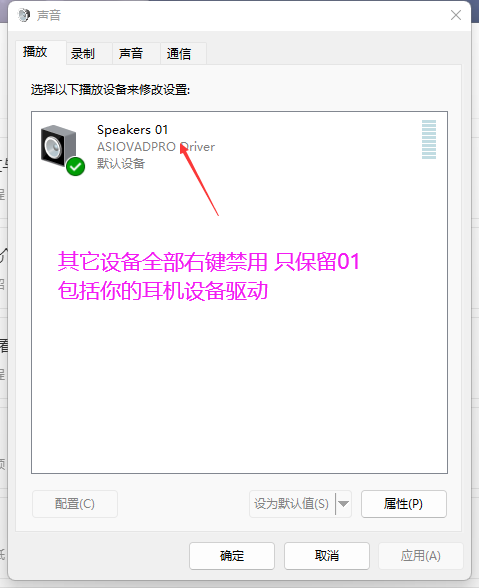 声音
播放 录制 声音 通信
选择以下播放设备来修改设置:
Speakers 01
ASIOVADPRO Driver
默认设备
其它设备全部右键禁用 只保留01
包括你的耳机设备驱动
配置(C) 设为默认值(S) 属性(P)
确定 取消 应用(A)